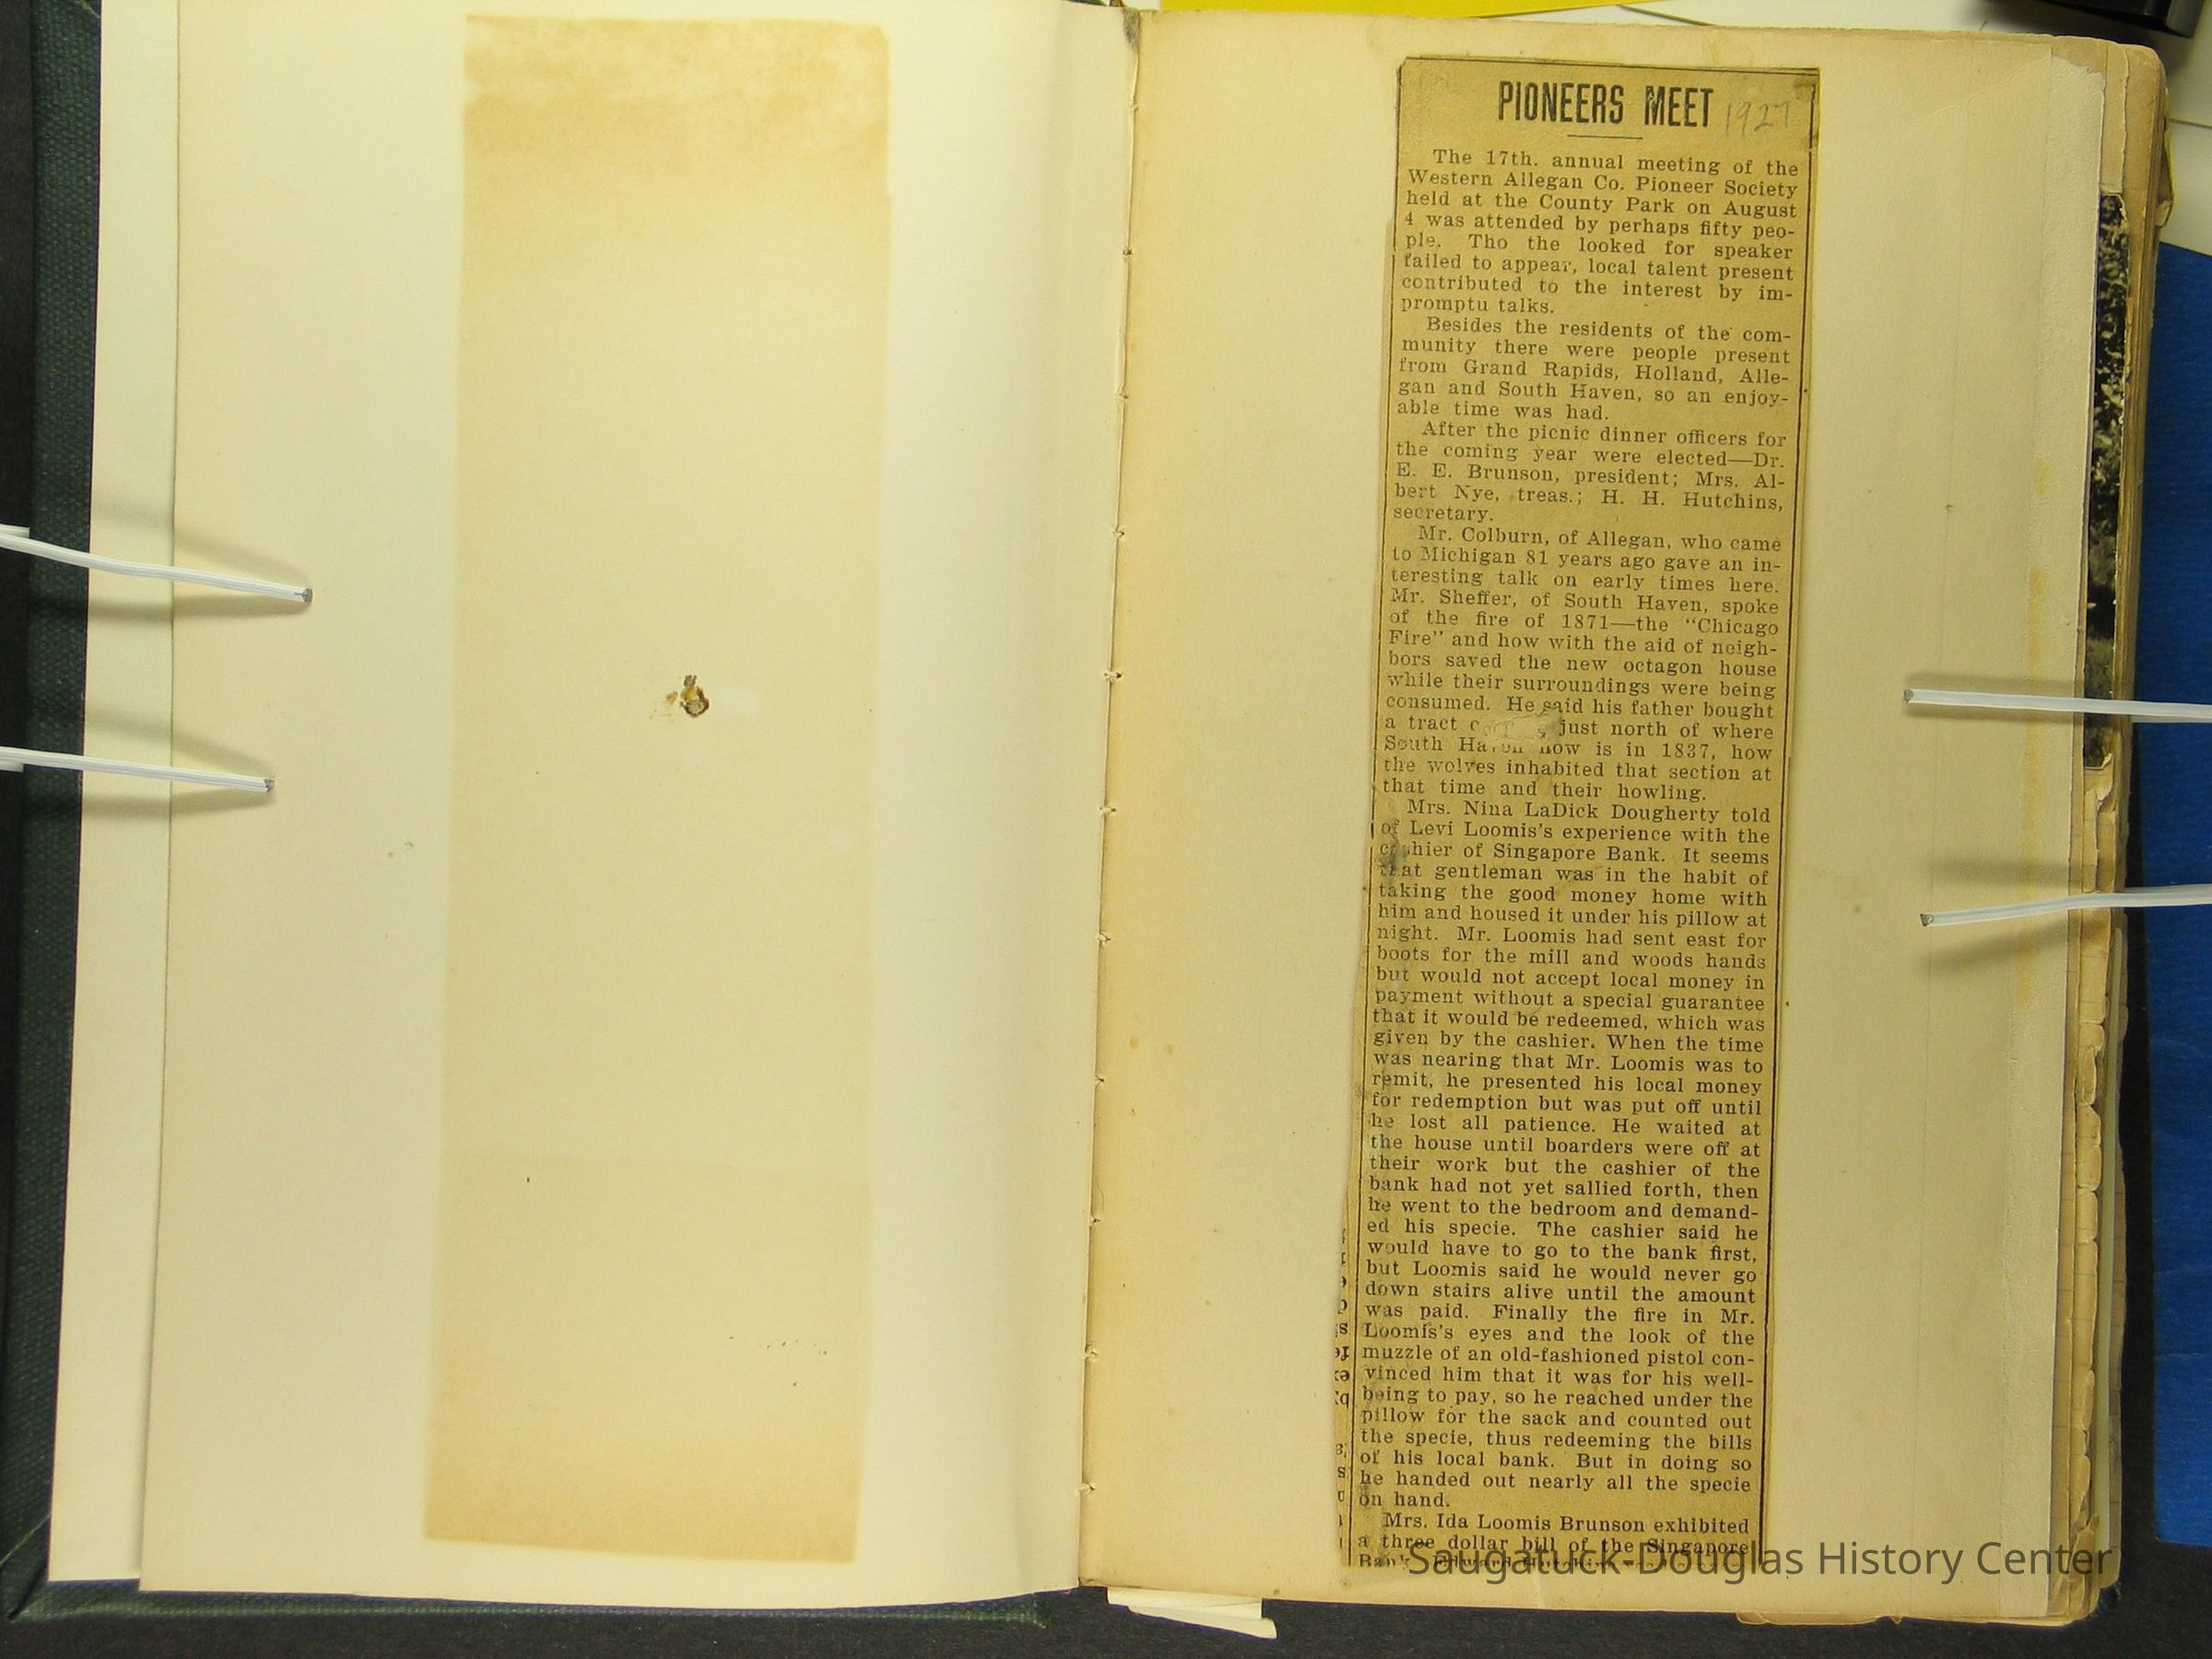 PIONEERS MEET 1927
The 17th. annual meeting of the
Western Allegan Co. Pioneer Society
held at the County Park on August
4 was attended by perhaps fifty peo-
ple. Tho the looked for speaker
failed to appear, local talent present
contributed to the interest by im-
promptu talks.
Besides the residents of the com-
munity there were people present
from Grand Rapids, Holland, Alle-
gan and South Haven, so an enjoy-
able time was had.
After the picnic dinner officers for
the coming year were elected—Dr.
E. E. Brunson, president; Mrs. Al-
bert Nye, treas.; H. H. Hutchins,
secretary.
Mr. Colburn, of Allegan, who came
to Michigan 81 years ago gave an in-
teresting talk on early times here.
Mr. Sheffer, of South Haven, spoke
of the fire of 1871—the "Chicago
Fire" and how with the aid of neigh-
bors saved the new octagon house
while their surroundings were being
consumed. He said his father bought
a tract just north of where
South Haven now is in 1837, how
the wolves inhabited that section at
that time and their howling.
Mrs. Nina LaDick Dougherty told
of Levi Loomis's experience with the
cashier of Singapore Bank. It seems
that gentleman was in the habit of
taking the good money home with
him and housed it under his pillow at
night. Mr. Loomis had sent east for
boots for the mill and woods hands
but would not accept local money in
payment without a special guarantee
that it would be redeemed, which was
given by the cashier. When the time
was nearing that Mr. Loomis was to
remit, he presented his local money
for redemption but was put off until
he lost all patience. He waited at
the house until boarders were off at
their work but the cashier of the
bank had not yet sallied forth, then
he went to the bedroom and demand-
ed his specie. The cashier said he
would have to go to the bank first,
but Loomis said he would never go
down stairs alive until the amount
was paid. Finally the fire in Mr.
Loomis's eyes and the look of the
muzzle of an old-fashioned pistol con-
vinced him that it was for his well-
being to pay, so he reached under the
pillow for the sack and counted out
the specie, thus redeeming the bills
of his local bank. But in doing so
he handed out nearly all the specie
on hand.
Mrs. Ida Loomis Brunson exhibited
a three dollar bill of the Singapore
Saugatuck-Douglas History Center